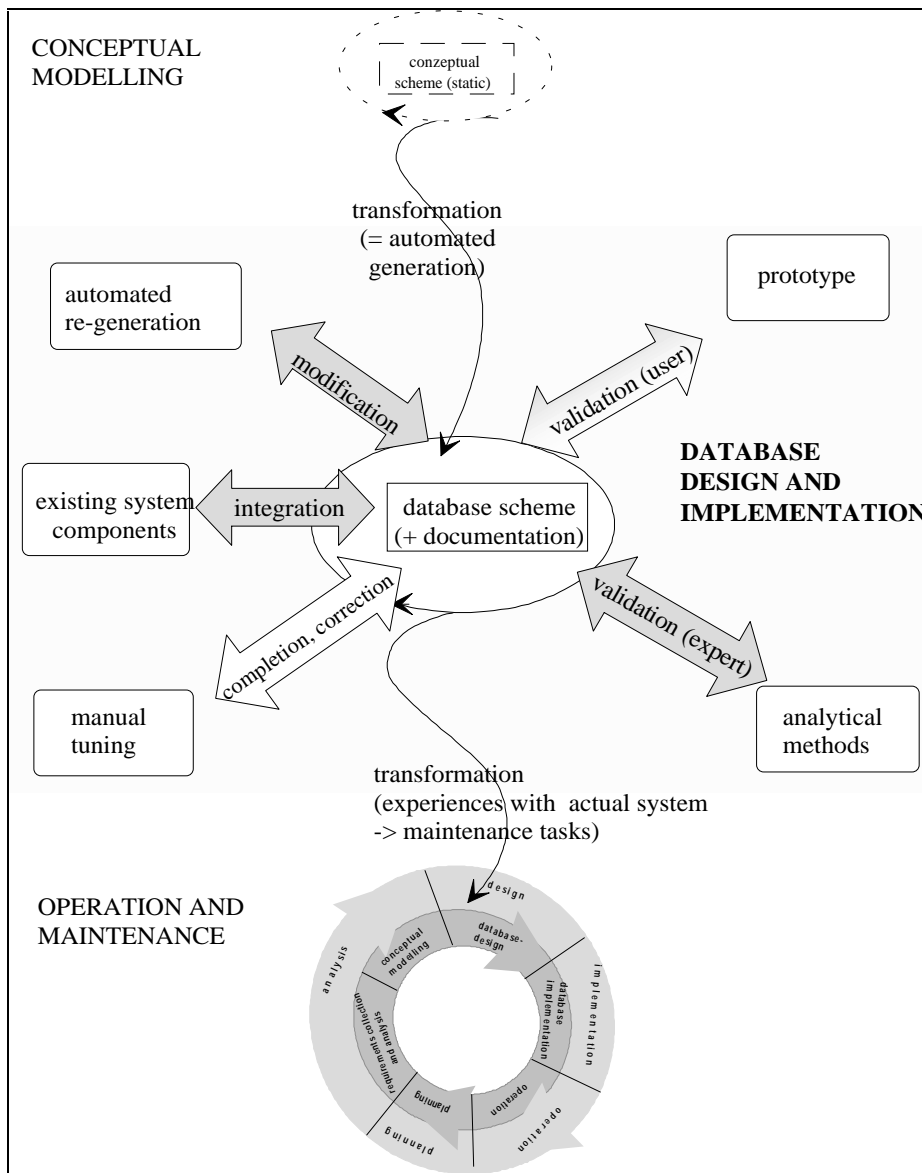 CONCEPTUAL
MODELLING
conzeptual
scheme (static)
transformation
(= automated
generation)
automated
re-generation
prototype
modification
validation (user)
DATABASE
DESIGN AND
IMPLEMENTATION
existing system
components
integration
database scheme
(+ documentation)
completion, correction
validation (expert)
manual
tuning
analytical
methods
transformation
(experiences with actual system
-> maintenance tasks)
OPERATION AND
MAINTENANCE
design
implementation
operation
planning
analysis
database-
design
database
implementation
operation
planning
requirements collection
and analysis
conceptual
modelling